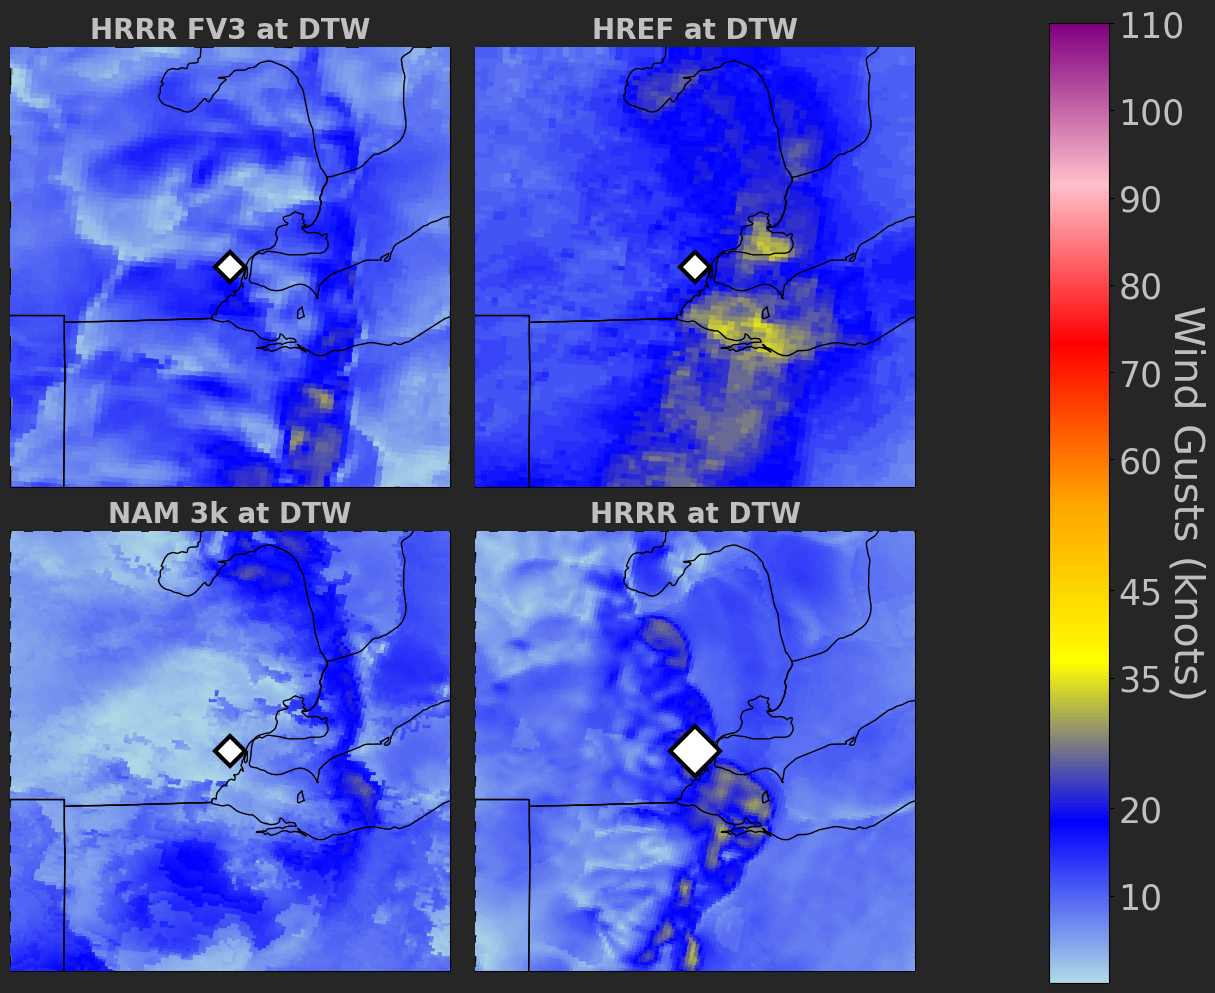 HRRR FV3 at DTW
HREF at DTW
NAM 3k at DTW
HRRR at DTW
110
100
90
80
70
60
45
35
20
10
Wind Gusts (knots)